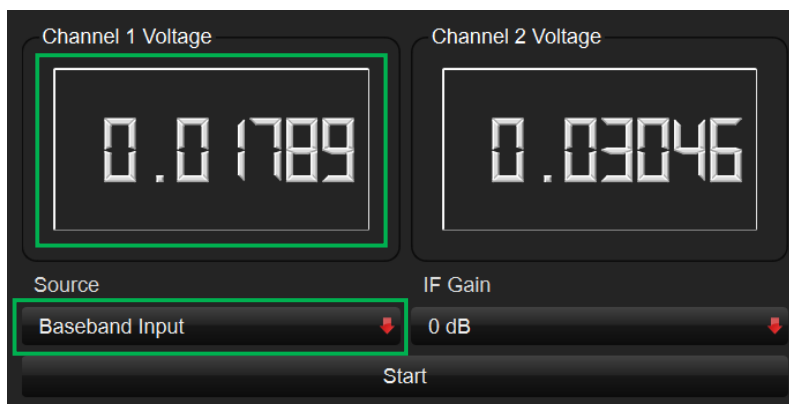 Channel 1 Voltage
Channel 2 Voltage
0.01789
0.03046
Source
IF Gain
Baseband Input
0 dB
Start